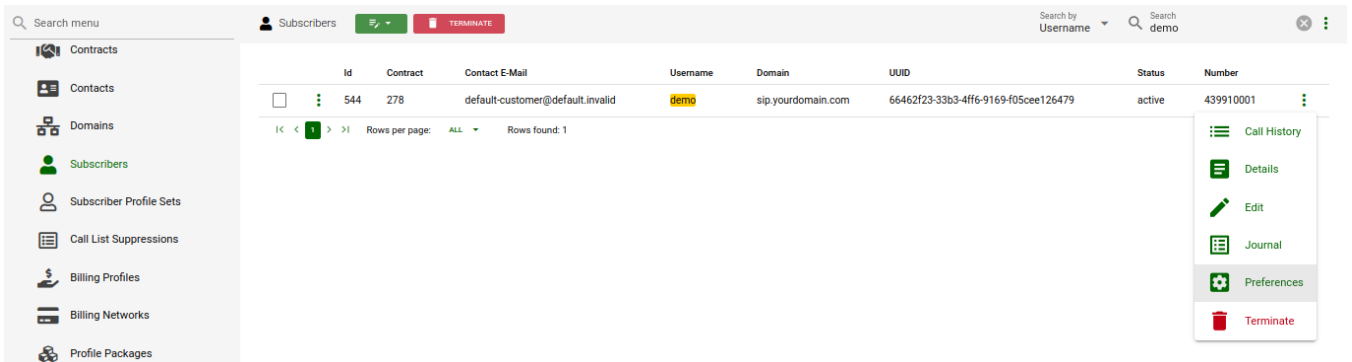 Search menu
Contracts
Contacts
Domains
Subscribers
Subscriber Profile Sets
Call List Suppressions
Billing Profiles
Billing Networks
Profile Packages
Subscribers
TERMINATE
Search by
Username
Search
demo
Id Contract Contact E-Mail Username Domain UUID Status Number
544 278 default-customer@default.invalid demo sip.yourdomain.com 66462f23-33b3-4ff6-9169-f05cee126479 active 439910001
1 Rows per page: ALL Rows found: 1
Call History
Details
Edit
Journal
Preferences
Terminate